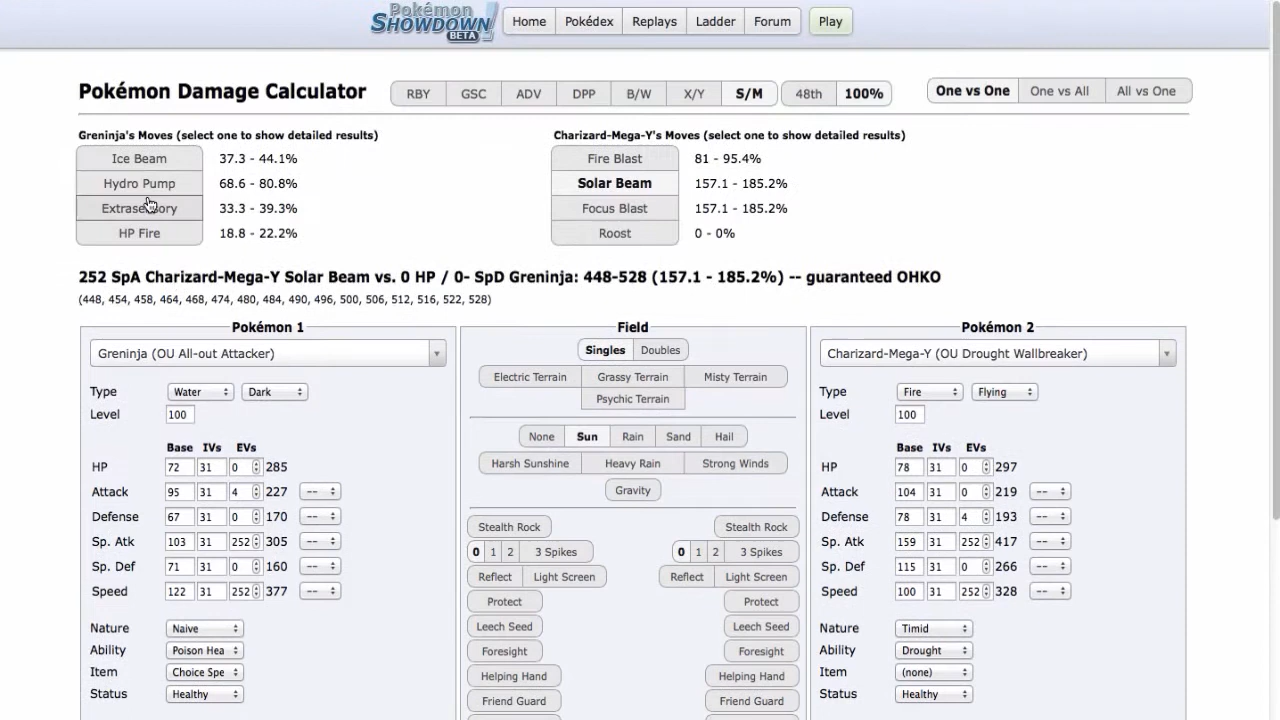 Pokémon SHOWDOWN BETA Home Pokédex Replays Ladder Forum Play
Pokémon Damage Calculator RBY GSC ADV DPP B/W X/Y S/M 48th 100% One vs One One vs All All vs One
Greninja's Moves (select one to show detailed results) Charizard-Mega-Y's Moves (select one to show detailed results)
Ice Beam 37.3 - 44.1% Fire Blast 81 - 95.4%
Hydro Pump 68.6 - 80.8% Solar Beam 157.1 - 185.2%
33.3 - 39.3% Focus Blast 157.1 - 185.2%
HP Fire 18.8 - 22.2% Roost 0 - 0%
252 SpA Charizard-Mega-Y Solar Beam vs. 0 HP / 0- SpD Greninja: 448-528 (157.1 - 185.2%) -- guaranteed OHKO
(448, 454, 458, 464, 468, 474, 480, 484, 490, 496, 500, 506, 512, 516, 522, 528)
Pokémon 1 Field Pokémon 2
Greninja (OU All-out Attacker) Singles Doubles Charizard-Mega-Y (OU Drought Wallbreaker)
Electric Terrain Grassy Terrain Misty Terrain
Type Water Dark Psychic Terrain Type Fire Flying
Level 100 Level 100
None Sun Rain Sand Hail
Base IVs EVs Base IVs EVs
HP 72 31 0 285 Harsh Sunshine Heavy Rain Strong Winds HP 78 31 0 297
Attack 95 31 4 227 -- Gravity Attack 104 31 0 219 --
Defense 67 31 0 170 -- Stealth Rock Stealth Rock Defense 78 31 4 193 --
Sp. Atk 103 31 252 305 -- 0 1 2 3 Spikes 0 1 2 3 Spikes Sp. Atk 159 31 252 417 --
Sp. Def 71 31 0 160 -- Reflect Light Screen Reflect Light Screen Sp. Def 115 31 0 266 --
Speed 122 31 252 377 -- Protect Protect Speed 100 31 252 328 --
Nature Naive Leech Seed Leech Seed Nature Timid
Ability Poison Hea Foresight Foresight Ability Drought
Item Choice Spe Helping Hand Helping Hand Item (none)
Status Healthy Friend Guard Friend Guard Status Healthy